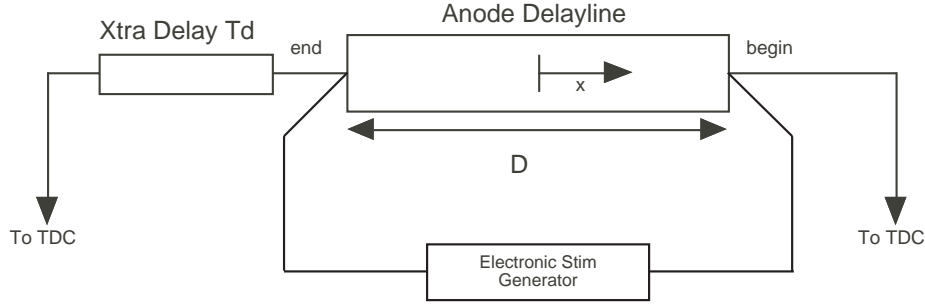 Anode Delayline
Xtra Delay Td
end
begin
x
D
To TDC
To TDC
Electronic Stim
Generator